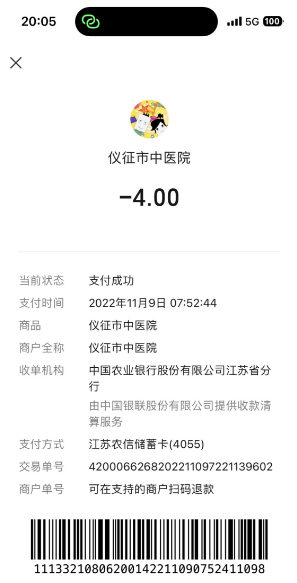 20:05
5G
100
仪征市中医院
-4.00
当前状态 支付成功
支付时间 2022年11月9日 07:52:44
商品 仪征市中医院
商户全称 仪征市中医院
收单机构 中国农业银行股份有限公司江苏省分
行
由中国银联股份有限公司提供收款清
算服务
支付方式 江苏农信储蓄卡(4055)
交易单号 4200066268202211097221139602
商户单号 可在支持的商户扫码退款
111332108062001422110907524​11098